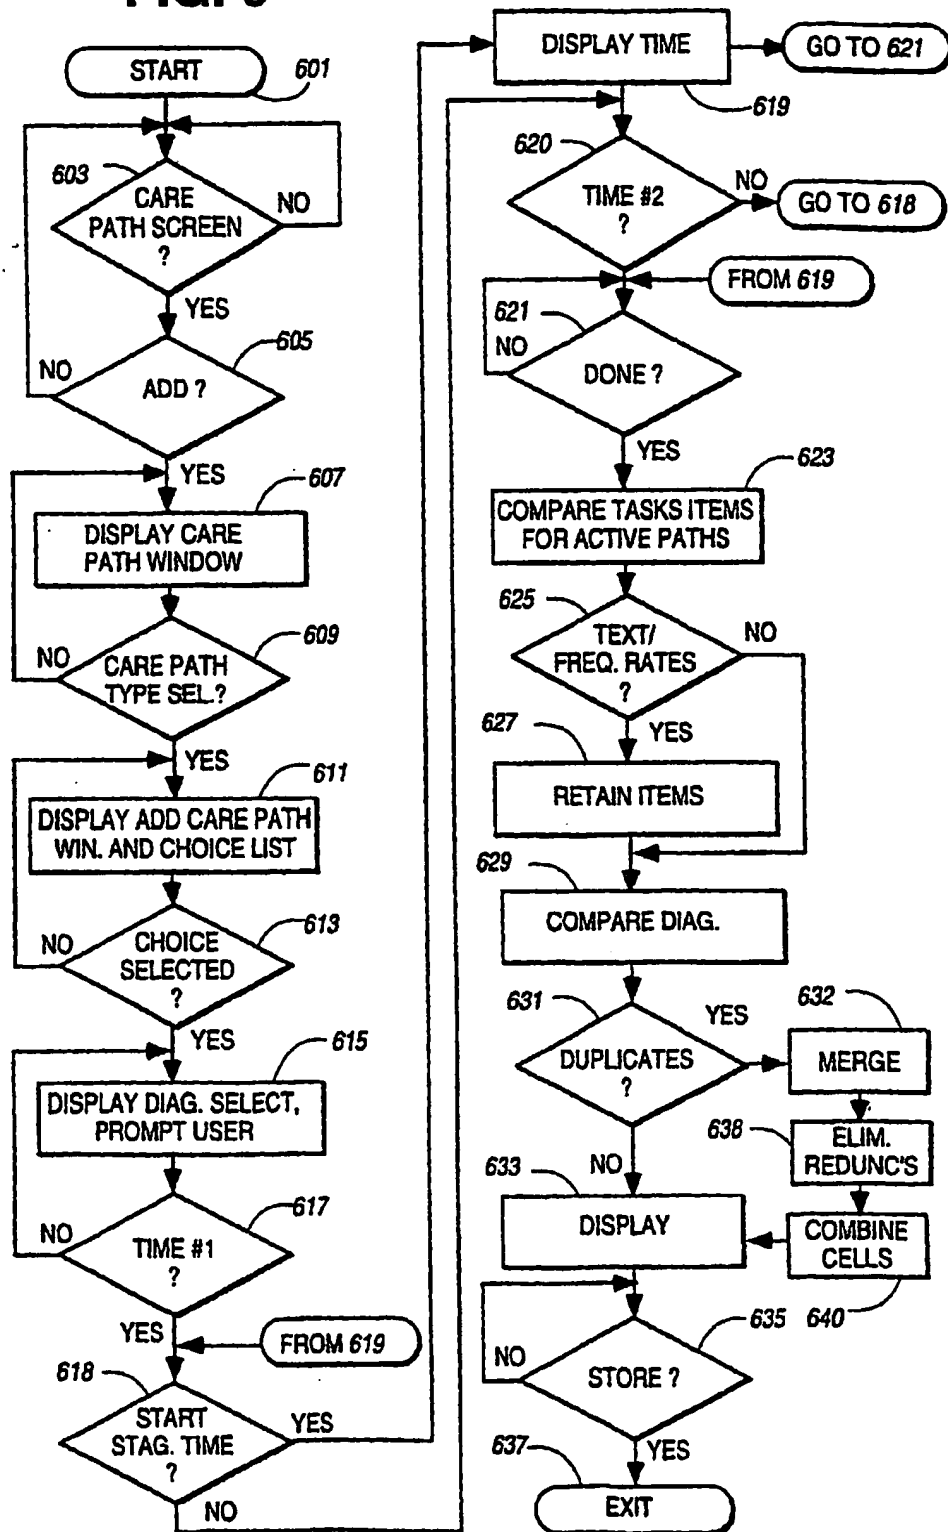 START
601
603
CARE
PATH SCREEN
?
NO
YES
605
NO
ADD ?
YES
607
DISPLAY CARE
PATH WINDOW
609
NO
CARE PATH
TYPE SEL.?
YES
611
DISPLAY ADD CARE PATH
WIN. AND CHOICE LIST
613
NO
CHOICE
SELECTED
?
YES
615
DISPLAY DIAG. SELECT,
PROMPT USER
617
NO
TIME #1
?
YES
FROM 619
618
START
STAG. TIME
?
YES
NO
DISPLAY TIME
GO TO 621
619
620
TIME #2
?
NO
GO TO 618
FROM 619
621
NO
DONE ?
YES
623
COMPARE TASKS ITEMS
FOR ACTIVE PATHS
625
TEXT/
FREQ. RATES
?
NO
627
YES
RETAIN ITEMS
629
COMPARE DIAG.
631
YES
632
DUPLICATES
?
MERGE
638
ELIM.
REDUNC'S
NO
633
DISPLAY
COMBINE
CELLS
635
640
NO
STORE ?
637
YES
EXIT